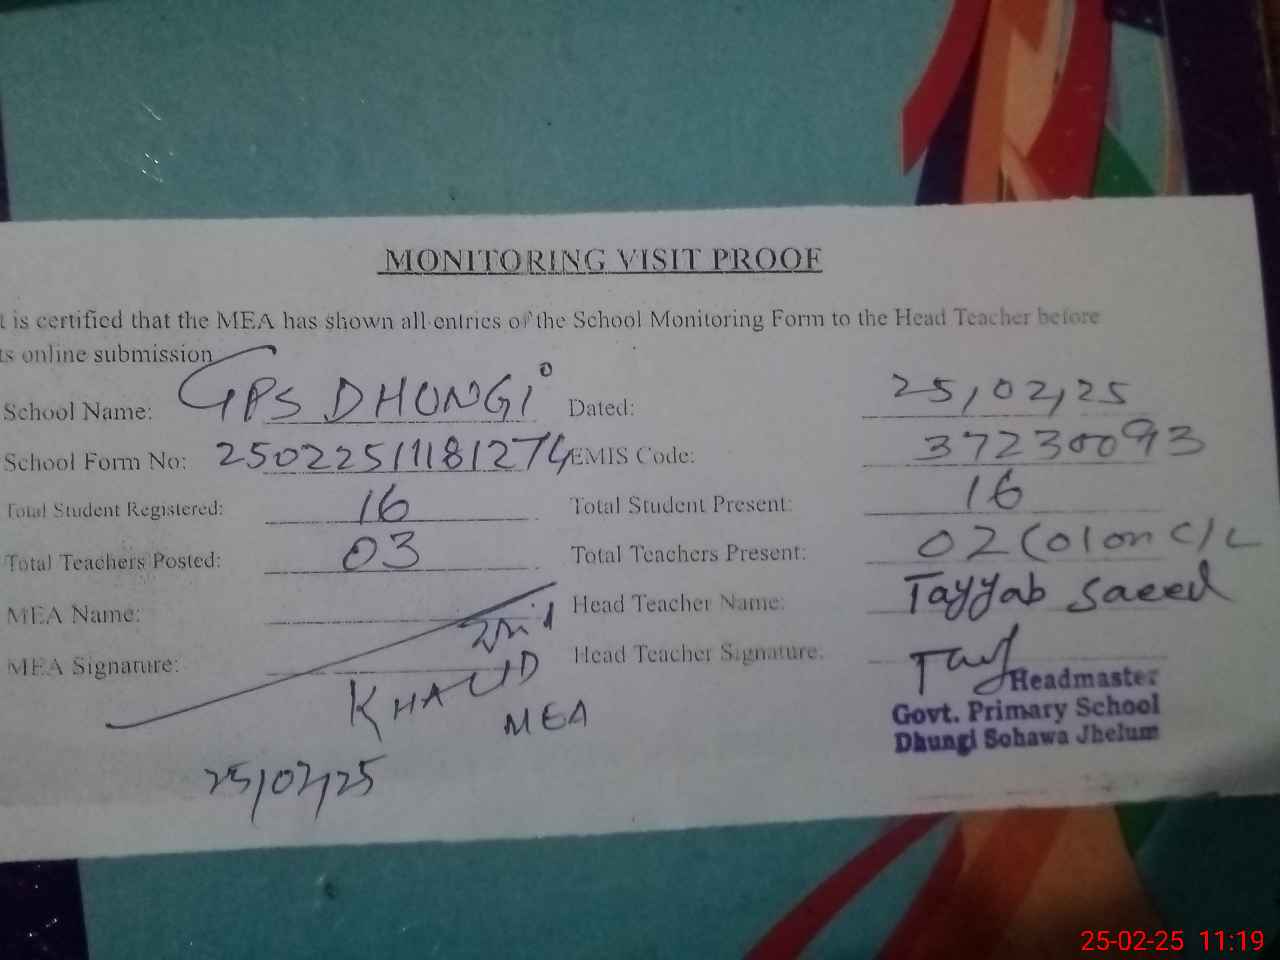 MONITORING VISIT PROOF
t is certified that the MEA has shown all entries of the School Monitoring Form to the Head Teacher before
ts online submission
School Name: GPS DHONGI Dated: 25/02/25
School Form No: 25022511181274 EMIS Code: 37230093
Total Student Registered: 16 Total Student Present: 16
Total Teachers Posted: 03 Total Teachers Present: 02 (01 on C/L
MEA Name: Head Teacher Name: Tayyab Saeed
MEA Signature: Head Teacher Signature:
KHALID
MEA
Headmaster
Govt. Primary School
Dhungi Sohawa Jhelum
25/02/25
25-02-25 11:19